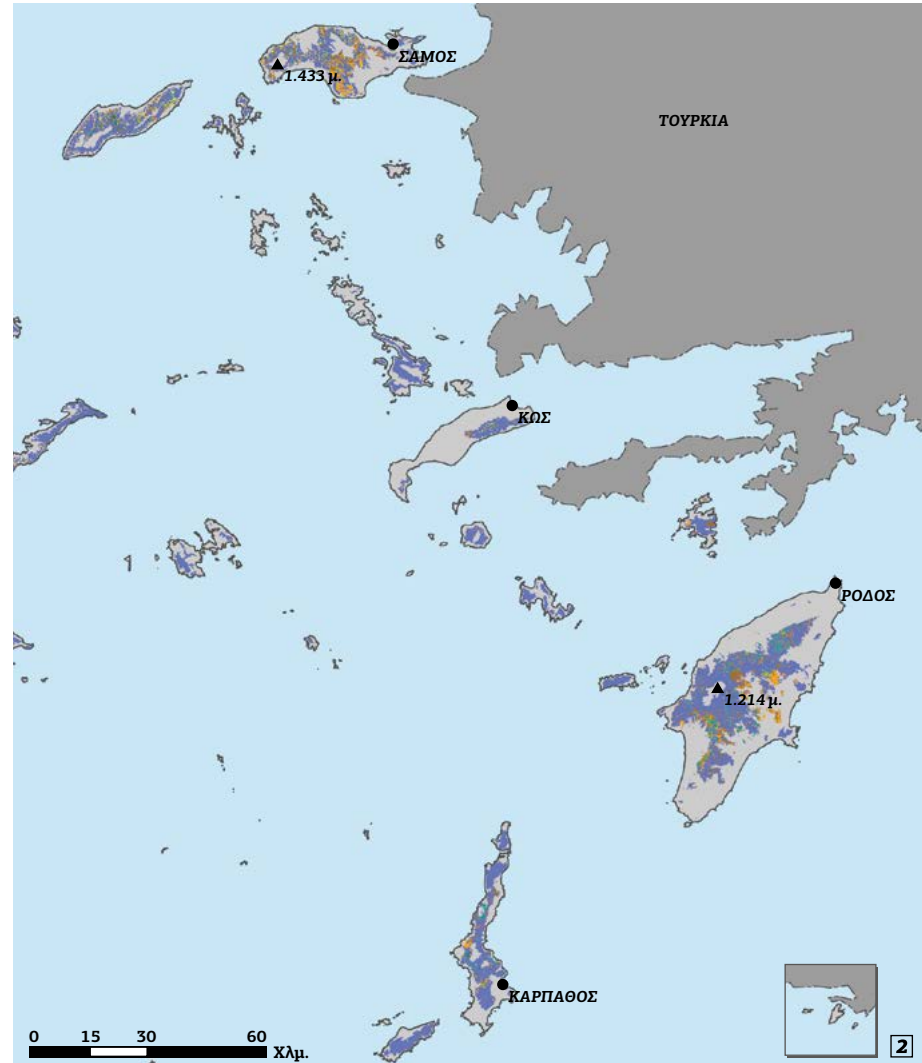 ΣΑΜΟΣ
1.433 μ.
ΤΟΥΡΚΙΑ
ΚΩΣ
ΡΟΔΟΣ
1.214 μ.
ΚΑΡΠΑΘΟΣ
0 15 30 60 Χλμ.
2